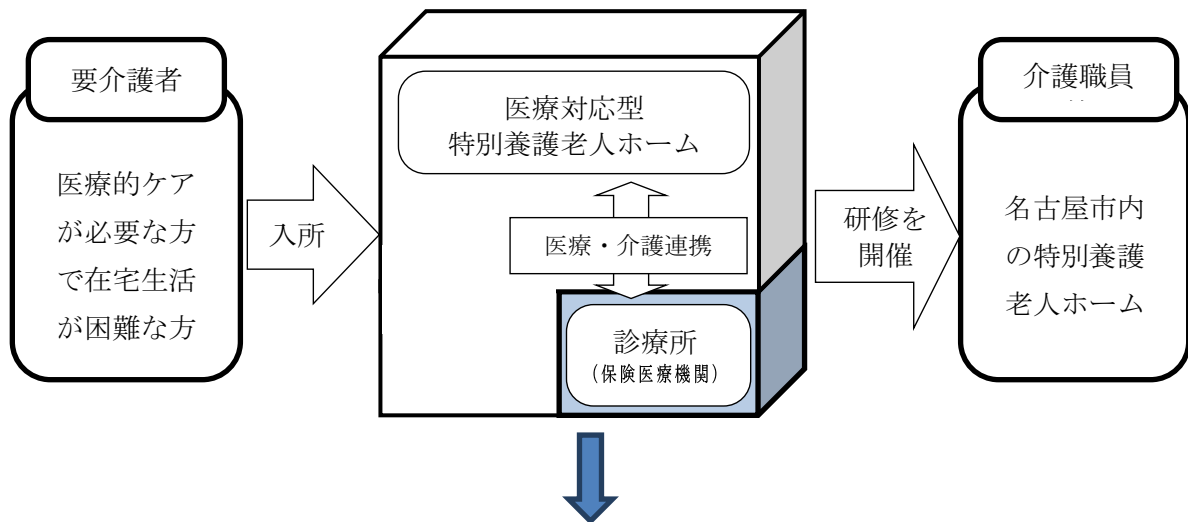 要介護者
医療的ケア
が必要な方
で在宅生活
が困難な方
入所
医療対応型
特別養護老人ホーム
医療・介護連携
診療所
(保険医療機関)
研修を
開催
介護職員
名古屋市内
の特別養護
老人ホーム